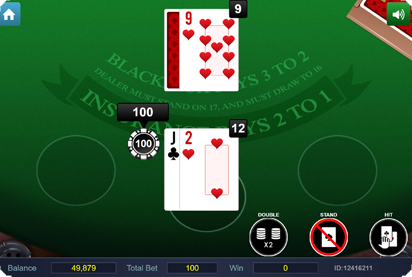 9
9
BLACKJACK PAYS 3 TO 2
DEALER MUST STAND ON 17, AND MUST DRAW TO 16
INSURANCE PAYS 2 TO 1
100
100
12
J 2
DOUBLE
X2
STAND
HIT
Balance 49,879 Total Bet 100 Win 0 ID:12416211